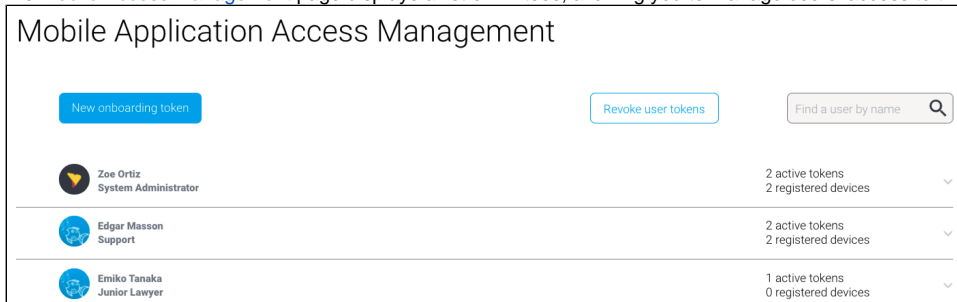 Mobile Application Access Management
New onboarding token
Revoke user tokens
Find a user by name
Zoe Ortiz
System Administrator
2 active tokens
2 registered devices
Edgar Masson
Support
2 active tokens
2 registered devices
Emiko Tanaka
Junior Lawyer
1 active tokens
0 registered devices